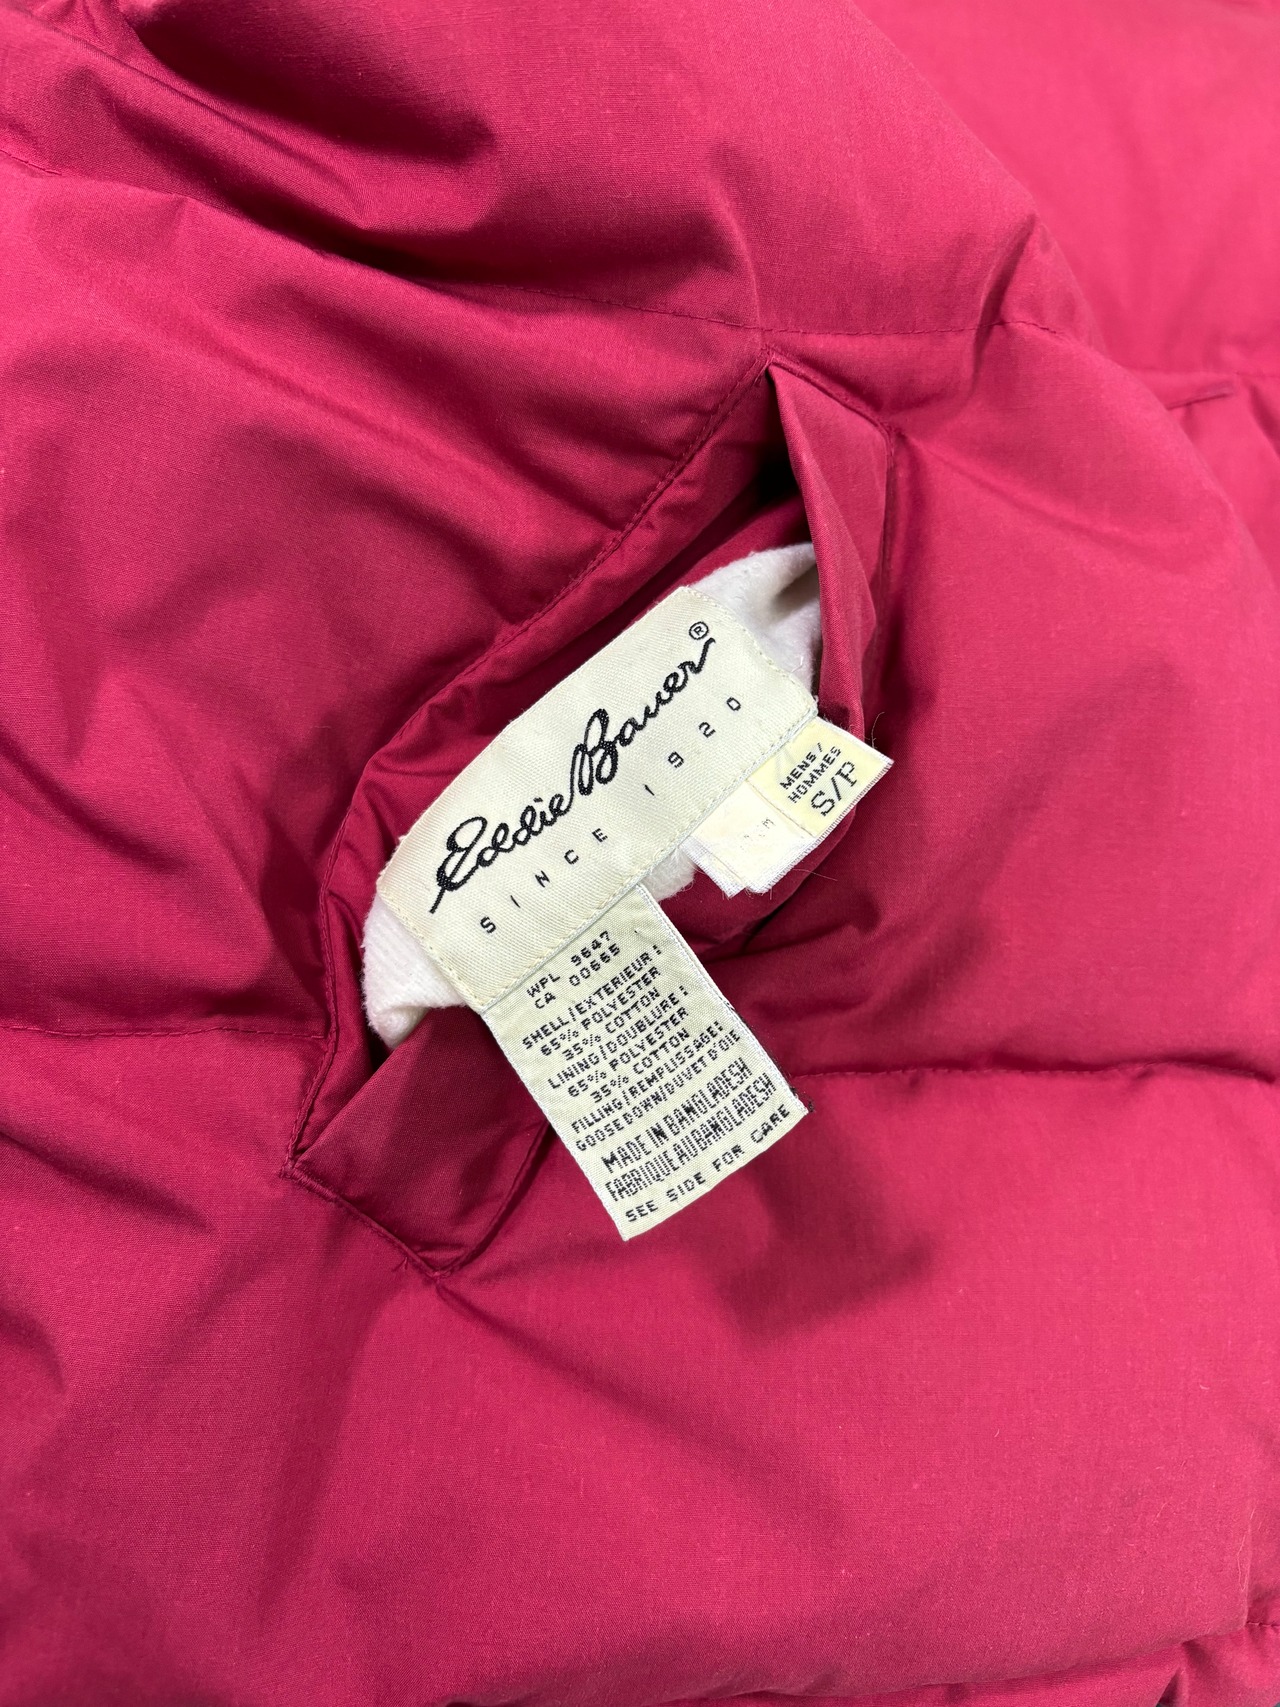 Eddie Bauer®
SINCE 1920
MENS/
HOMMES
S/P
WPL 9647
CA 00665
SHELL/EXTERIEUR:
65% POLYESTER
35% COTTON
LINING/DOUBLURE:
65% POLYESTER
35% COTTON
FILLING/REMPLISSAGE:
GOOSE DOWN/DUVET D'OIE
MADE IN BANGLADESH
FABRIQUE AU BANGLADESH
SEE SIDE FOR CARE